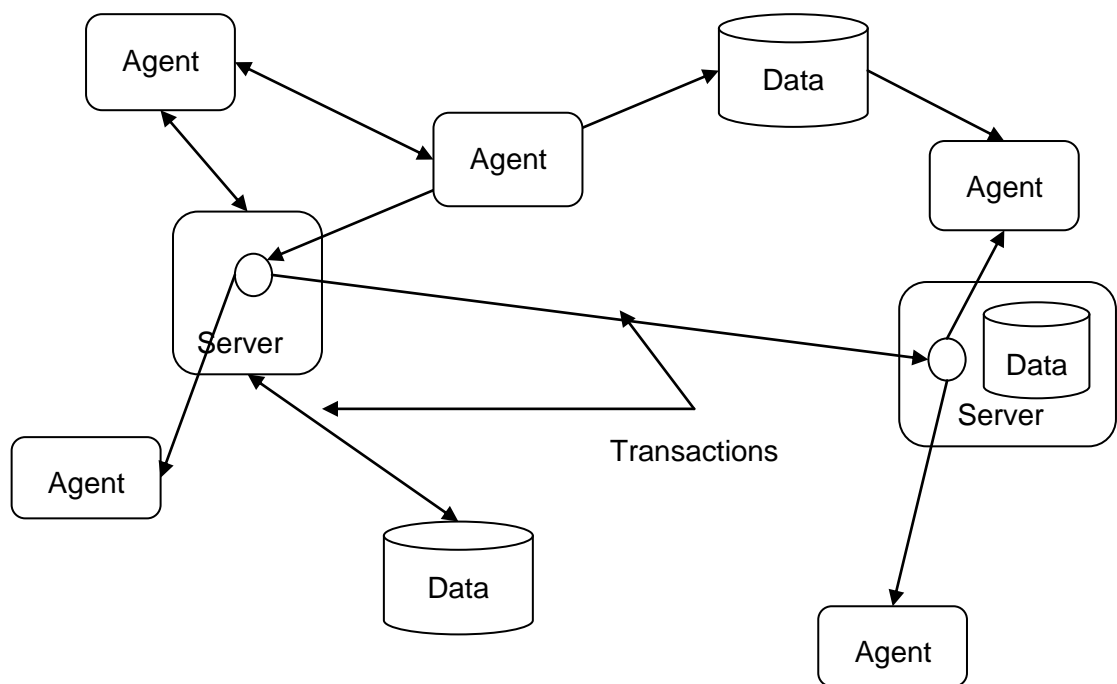 Agent
Data
Agent
Agent
Server
Data
Server
Transactions
Agent
Data
Agent